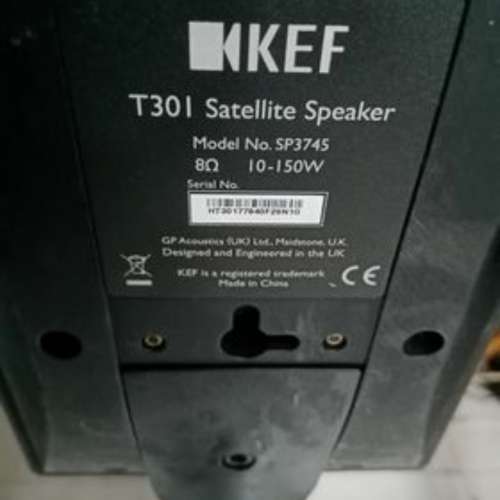 KEF
T301 Satellite Speaker
Model No. SP3745
8Ω 10-150W
Serial No.
GP Acoustics (UK) Ltd., Maidstone, U.K.
Designed and Engineered in the UK
KEF is a registered trademark
Made in China
CE